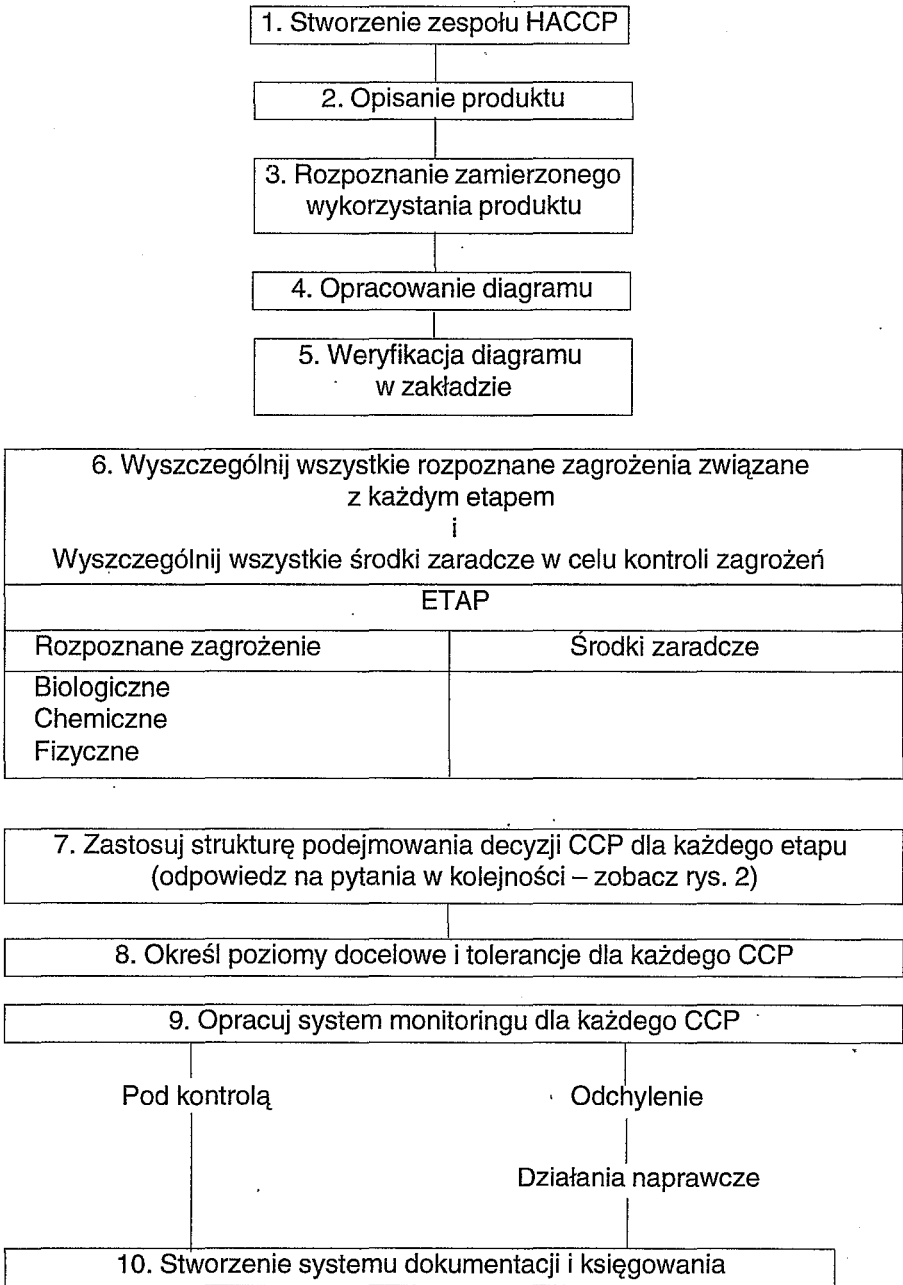 1. Stworzenie zespołu HACCP
2. Opisanie produktu
3. Rozpoznanie zamierzonego
wykorzystania produktu
4. Opracowanie diagramu
5. Weryfikacja diagramu
w zakładzie
6. Wyszczególnij wszystkie rozpoznane zagrożenia związane
z każdym etapem
i
Wyszczególnij wszystkie środki zaradcze w celu kontroli zagrożeń
ETAP
Rozpoznane zagrożenie Środki zaradcze
Biologiczne
Chemiczne
Fizyczne
7. Zastosuj strukturę podejmowania decyzji CCP dla każdego etapu
(odpowiedz na pytania w kolejności – zobacz rys. 2)
8. Określ poziomy docelowe i tolerancje dla każdego CCP
9. Opracuj system monitoringu dla każdego CCP
Pod kontrolą Odchylenie
Działania naprawcze
10. Stworzenie systemu dokumentacji i księgowania